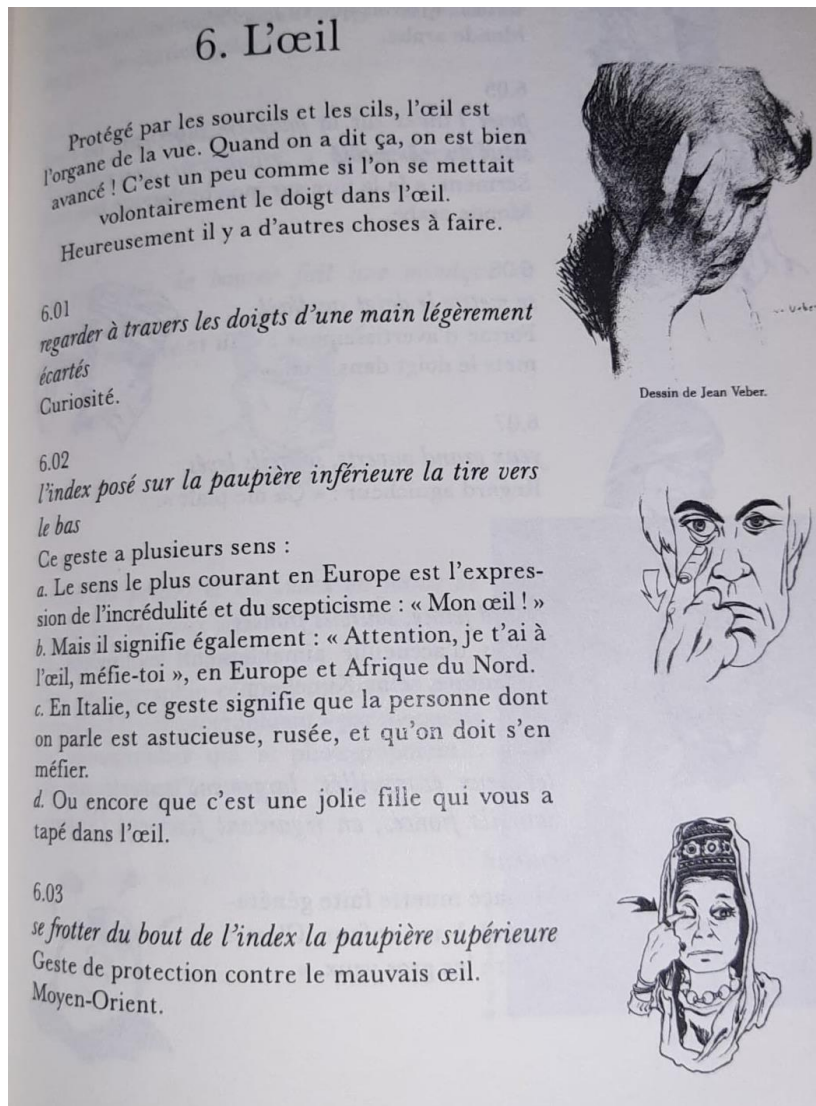 6. L'œil
Protégé par les sourcils et les cils, l'œil est
l'organe de la vue. Quand on a dit ça, on est bien
avancé ! C'est un peu comme si l'on se mettait
volontairement le doigt dans l'œil.
Heureusement il y a d'autres choses à faire.
6.01
regarder à travers les doigts d'une main légèrement
écartés
Curiosité.
Veber
Dessin de Jean Veber.
6.02
l'index posé sur la paupière inférieure la tire vers
le bas
Ce geste a plusieurs sens :
a. Le sens le plus courant en Europe est l'expres-
sion de l'incrédulité et du scepticisme : « Mon œil ! »
b. Mais il signifie également : « Attention, je t'ai à
l'œil, méfie-toi », en Europe et Afrique du Nord.
c. En Italie, ce geste signifie que la personne dont
on parle est astucieuse, rusée, et qu'on doit s'en
méfier.
d. Ou encore que c'est une jolie fille qui vous a
tapé dans l'œil.
6.03
se frotter du bout de l'index la paupière supérieure
Geste de protection contre le mauvais œil.
Moyen-Orient.